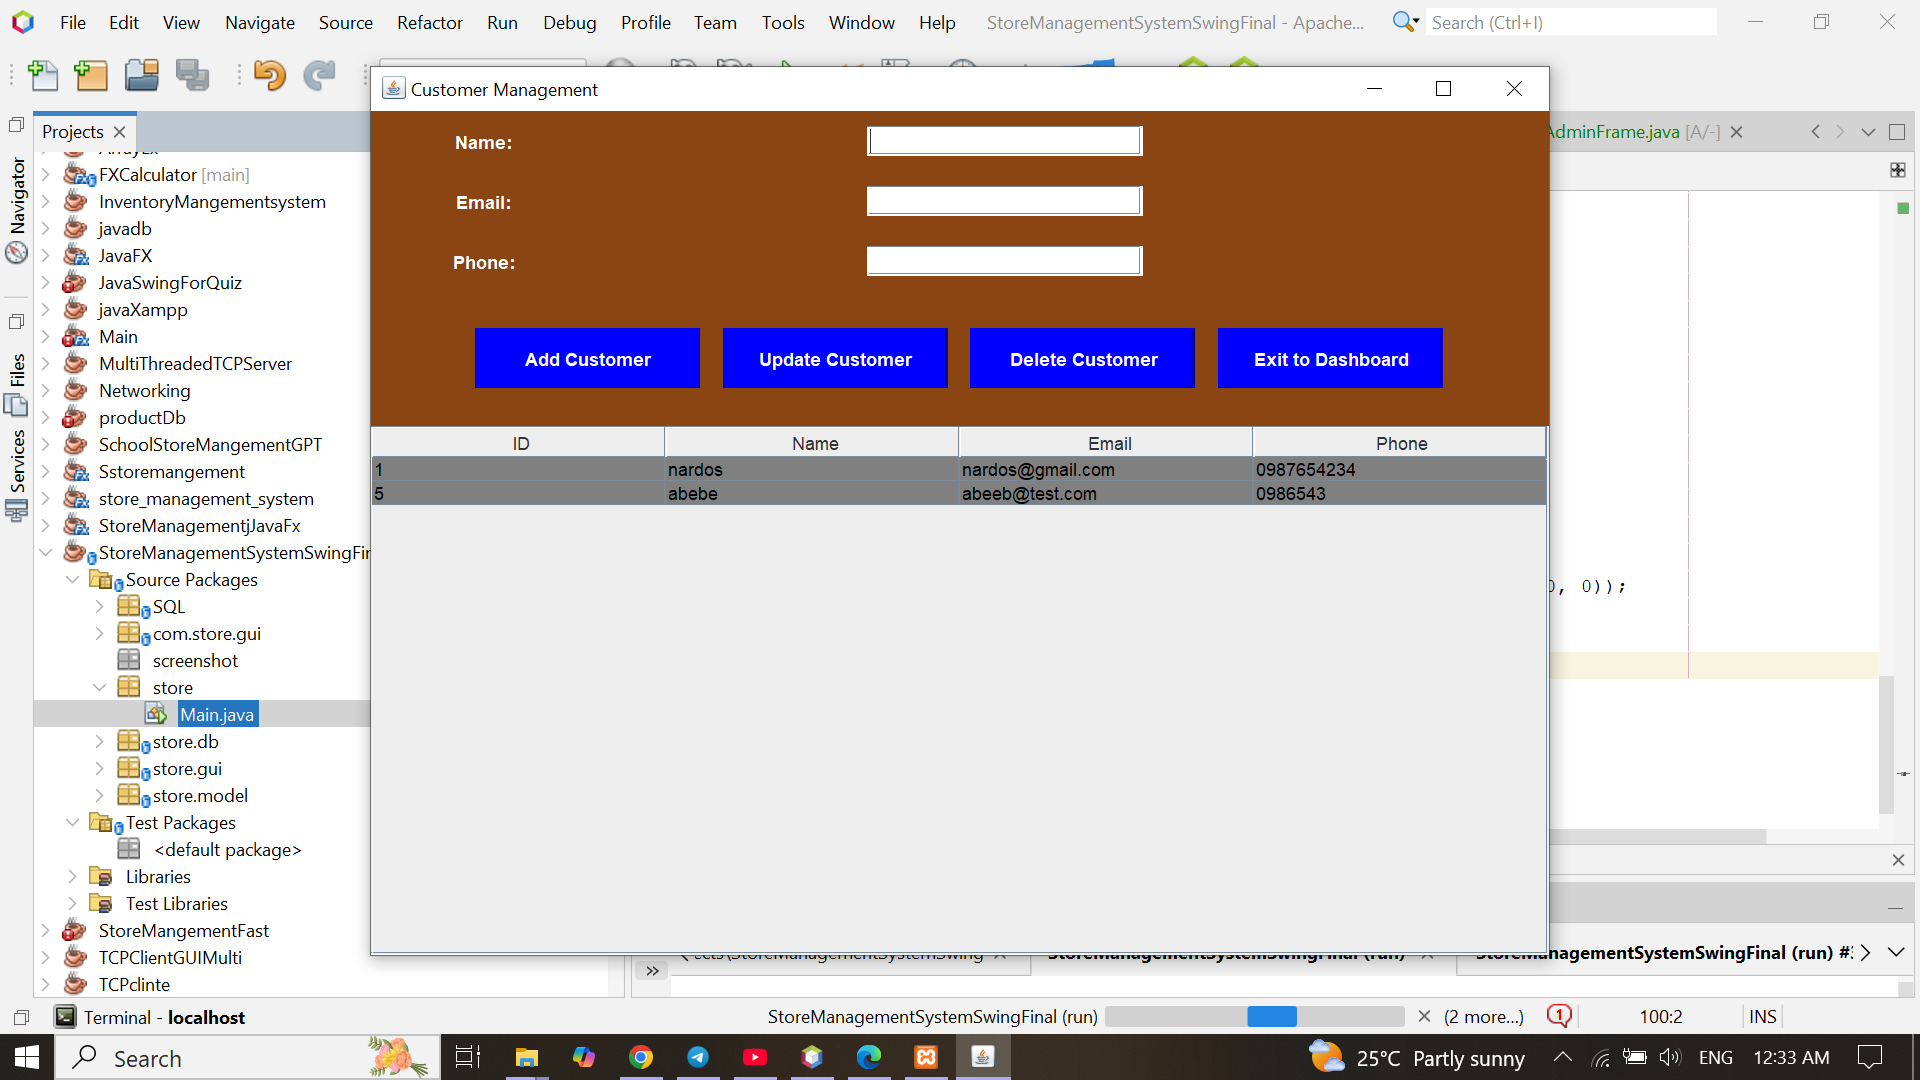 File Edit View Navigate Source Refactor Run Debug Profile Team Tools Window Help StoreManagementSystemSwingFinal - Apache... Search (Ctrl+I)
Customer Management
Projects
AdminFrame.java [A/-]
Navigator
Files
Services
FXCalculator [main]
InventoryMangementsystem
javadb
JavaFX
JavaSwingForQuiz
javaXampp
Main
MultiThreadedTCPServer
Networking
productDb
SchoolStoreMangementGPT
Sstoremangement
store_management_system
StoreManagementjJavaFx
StoreManagementSystemSwingFin
Source Packages
SQL
com.store.gui
screenshot
store
Main.java
store.db
store.gui
store.model
Test Packages
<default package>
Libraries
Test Libraries
StoreMangementFast
TCPClientGUIMulti
TCPclinte
Name:
Email:
Phone:
Add Customer Update Customer Delete Customer Exit to Dashboard
ID Name Email Phone
1 nardos nardos@gmail.com 0987654234
5 abebe abeeb@test.com 0986543
0, 0));
ects\StoreManagementSystemSwing StoreManagementSystemSwingFinal (run) StoreManagementSystemSwingFinal (run) #
Terminal - localhost StoreManagementSystemSwingFinal (run) (2 more...) 1 100:2 INS
Search 25°C Partly sunny ENG 12:33 AM